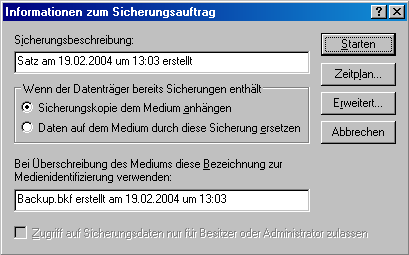 Informationen zum Sicherungsauftrag
Sicherungsbeschreibung:
Satz am 19.02.2004 um 13:03 erstellt
Wenn der Datenträger bereits Sicherungen enthält
Sicherungskopie dem Medium anhängen
Daten auf dem Medium durch diese Sicherung ersetzen
Bei Überschreibung des Mediums diese Bezeichnung zur
Medienidentifizierung verwenden:
Backup.bkf erstellt am 19.02.2004 um 13:03
Zugriff auf Sicherungsdaten nur für Besitzer oder Administrator zulassen
Starten
Zeitplan...
Erweitert...
Abbrechen